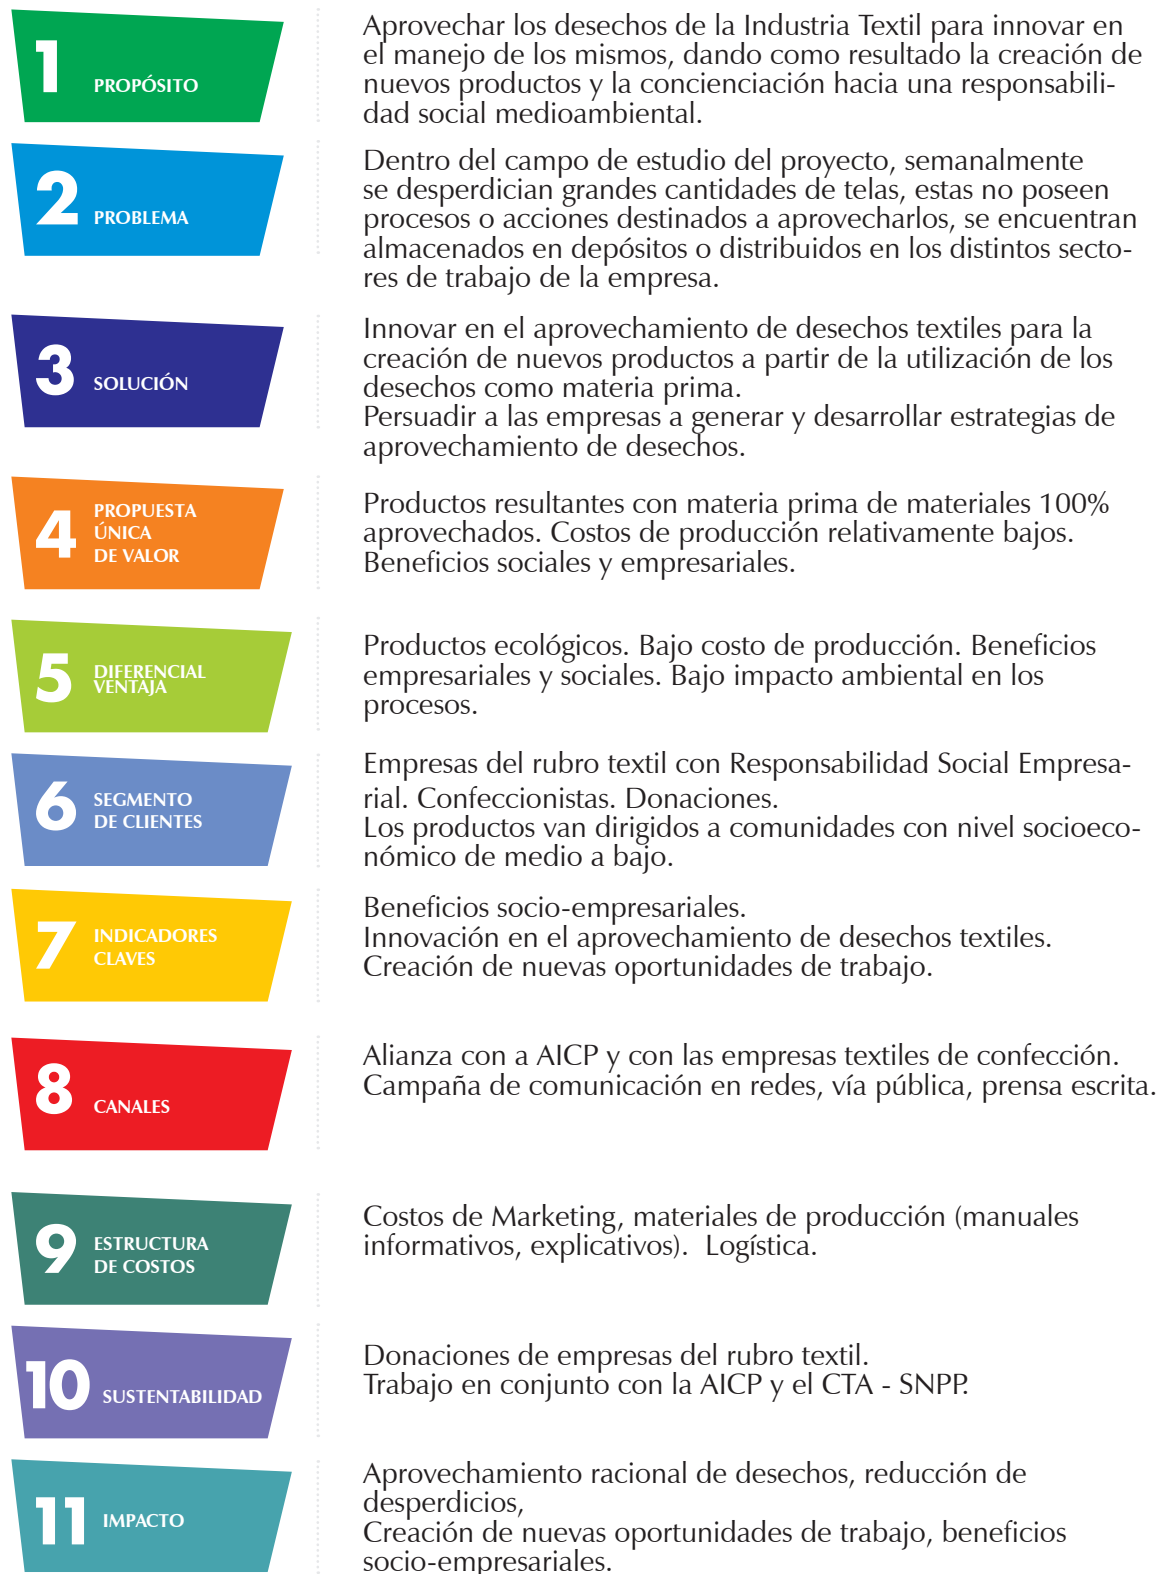 1 PROPÓSITO
Aprovechar los desechos de la Industria Textil para innovar en
el manejo de los mismos, dando como resultado la creación de
nuevos productos y la concienciación hacia una responsabili-
dad social medioambiental.
2 PROBLEMA
Dentro del campo de estudio del proyecto, semanalmente
se desperdician grandes cantidades de telas, estas no poseen
procesos o acciones destinados a aprovecharlos, se encuentran
almacenados en depósitos o distribuidos en los distintos secto-
res de trabajo de la empresa.
3 SOLUCIÓN
Innovar en el aprovechamiento de desechos textiles para la
creación de nuevos productos a partir de la utilización de los
desechos como materia prima.
Persuadir a las empresas a generar y desarrollar estrategias de
aprovechamiento de desechos.
4 PROPUESTA
ÚNICA
DE VALOR
Productos resultantes con materia prima de materiales 100%
aprovechados. Costos de producción relativamente bajos.
Beneficios sociales y empresariales.
5 DIFERENCIAL
VENTAJA
Productos ecológicos. Bajo costo de producción. Beneficios
empresariales y sociales. Bajo impacto ambiental en los
procesos.
6 SEGMENTO
DE CLIENTES
Empresas del rubro textil con Responsabilidad Social Empresa-
rial. Confeccionistas. Donaciones.
Los productos van dirigidos a comunidades con nivel socioeco-
nómico de medio a bajo.
7 INDICADORES
CLAVES
Beneficios socio-empresariales.
Innovación en el aprovechamiento de desechos textiles.
Creación de nuevas oportunidades de trabajo.
8 CANALES
Alianza con a AICP y con las empresas textiles de confección.
Campaña de comunicación en redes, vía pública, prensa escrita.
9 ESTRUCTURA
DE COSTOS
Costos de Marketing, materiales de producción (manuales
informativos, explicativos).  Logística.
10 SUSTENTABILIDAD
Donaciones de empresas del rubro textil.
Trabajo en conjunto con la AICP y el CTA - SNPP.
11 IMPACTO
Aprovechamiento racional de desechos, reducción de
desperdicios,
Creación de nuevas oportunidades de trabajo, beneficios
socio-empresariales.